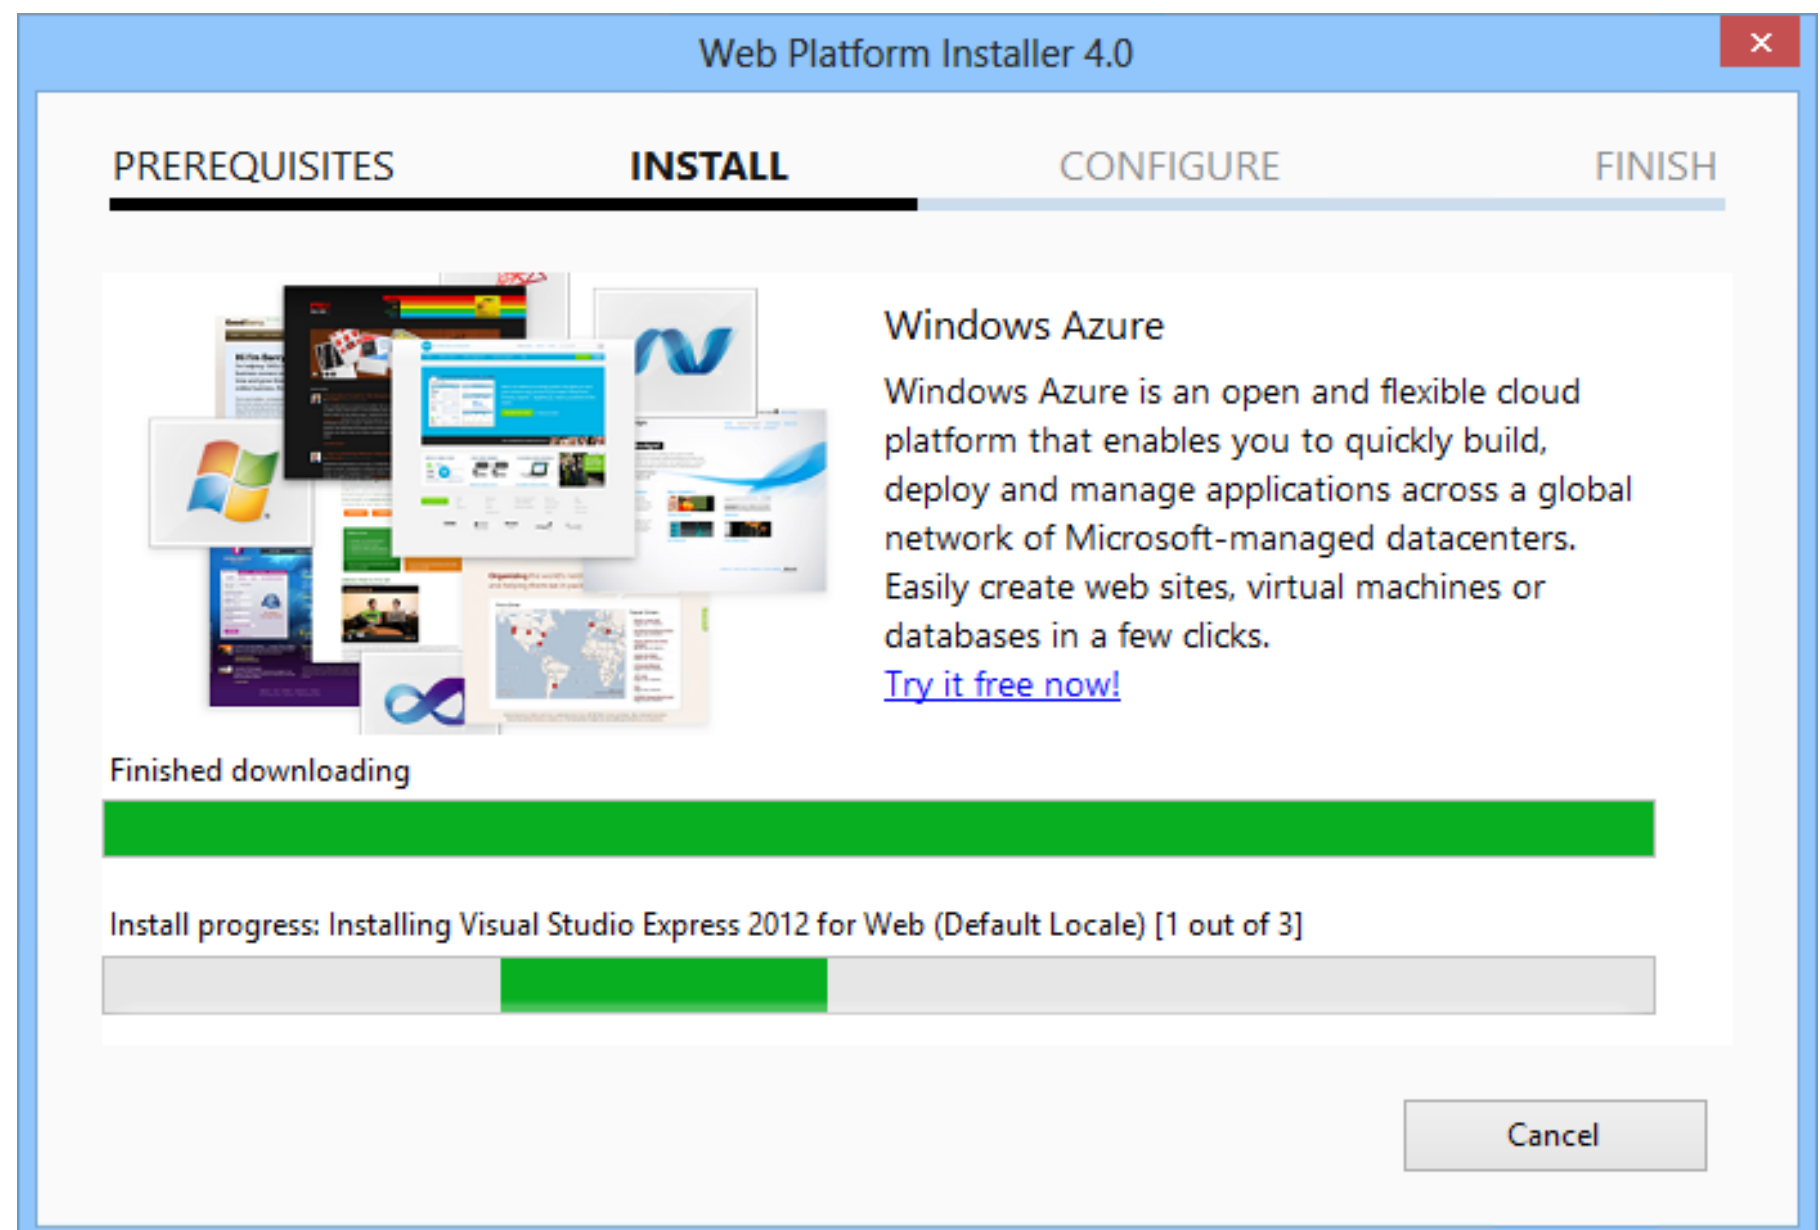 Web Platform Installer 4.0
PREREQUISITES
INSTALL
CONFIGURE
FINISH
Windows Azure
Windows Azure is an open and flexible cloud
platform that enables you to quickly build,
deploy and manage applications across a global
network of Microsoft-managed datacenters.
Easily create web sites, virtual machines or
databases in a few clicks.
Try it free now!
Finished downloading
Install progress: Installing Visual Studio Express 2012 for Web (Default Locale) [1 out of 3]
Cancel